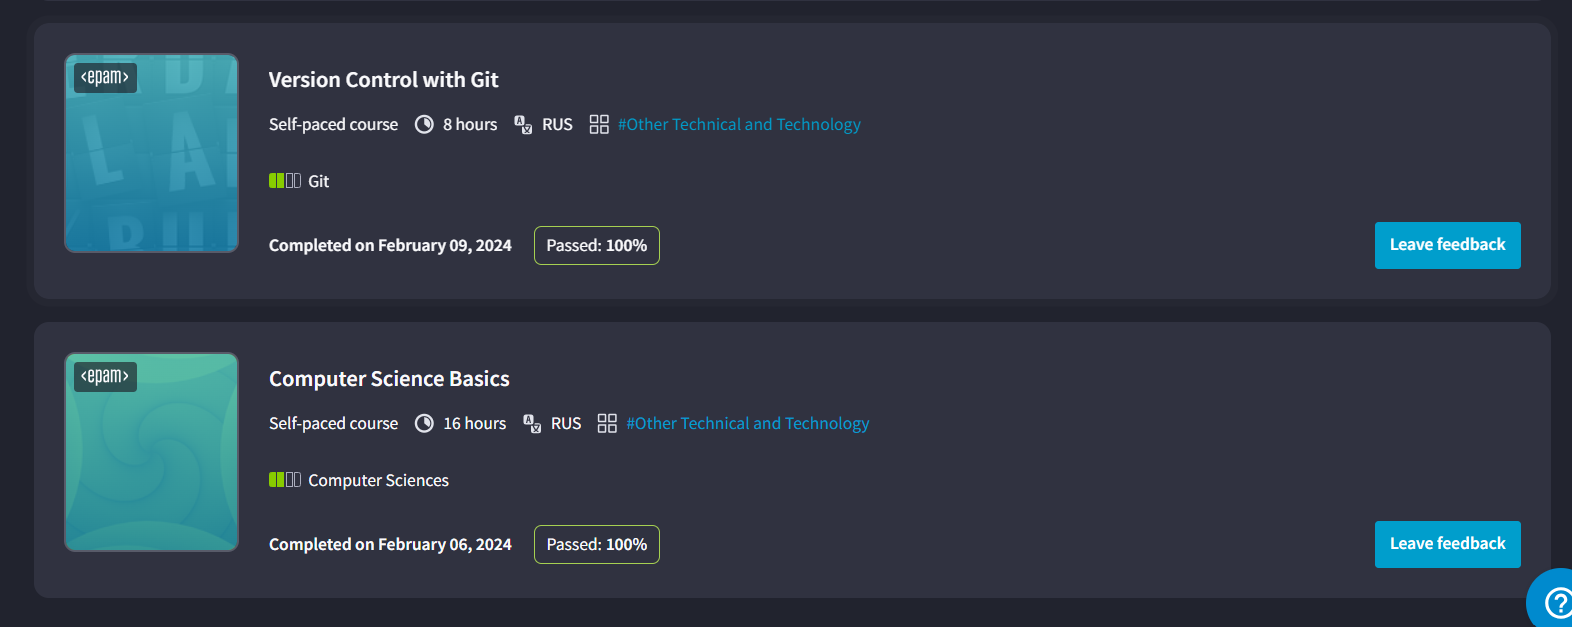 <epam>
Version Control with Git
Self-paced course 8 hours RUS #Other Technical and Technology
Git
Completed on February 09, 2024 Passed: 100% Leave feedback
<epam>
Computer Science Basics
Self-paced course 16 hours RUS #Other Technical and Technology
Computer Sciences
Completed on February 06, 2024 Passed: 100% Leave feedback